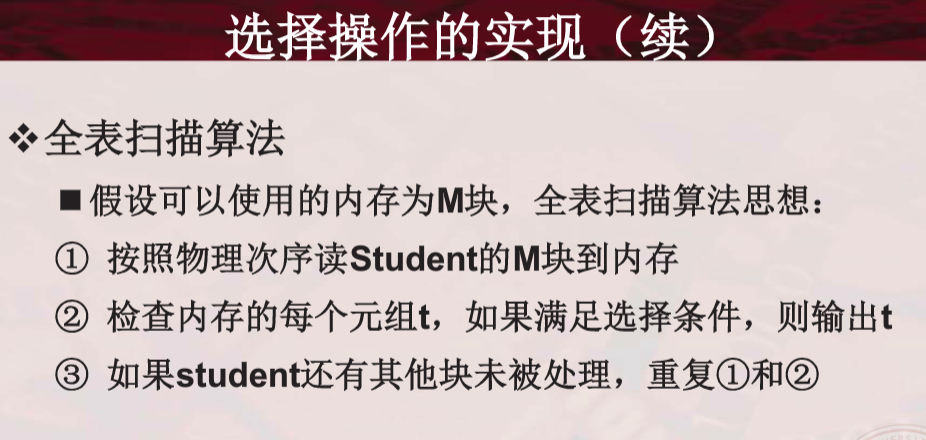 选择操作的实现（续）
❖全表扫描算法
■假设可以使用的内存为M块，全表扫描算法思想：
① 按照物理次序读Student的M块到内存
② 检查内存的每个元组t，如果满足选择条件，则输出t
③ 如果student还有其他块未被处理，重复①和②